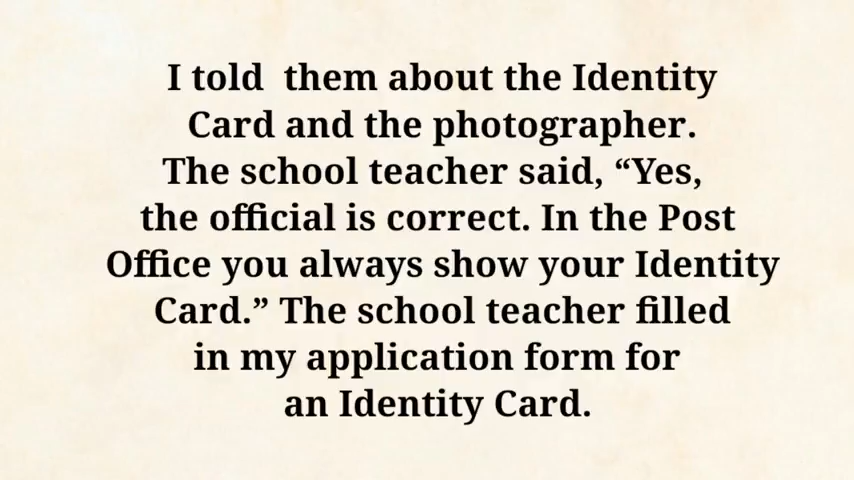 I told  them about the Identity
Card and the photographer.
The school teacher said, “Yes,
the official is correct. In the Post
Office you always show your Identity
Card.” The school teacher filled
in my application form for
an Identity Card.